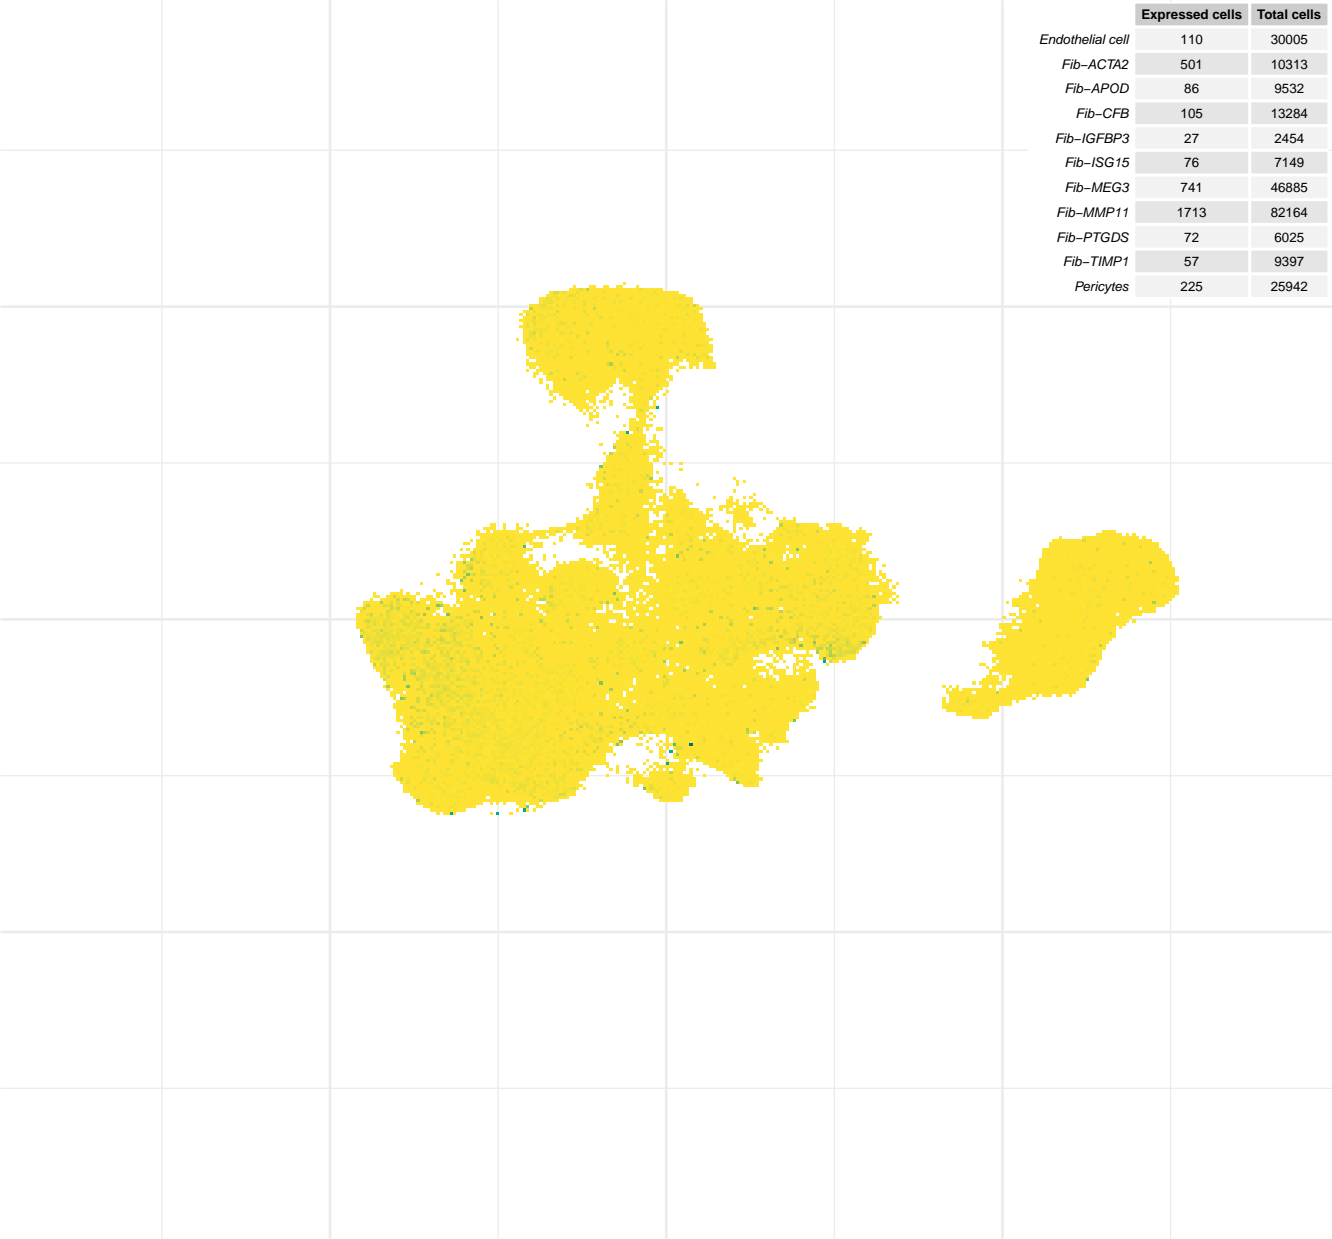 Expressed cells Total cells
Endothelial cell 110 30005
Fib−ACTA2 501 10313
Fib−APOD 86 9532
Fib−CFB 105 13284
Fib−IGFBP3 27 2454
Fib−ISG15 76 7149
Fib−MEG3 741 46885
Fib−MMP11 1713 82164
Fib−PTGDS 72 6025
Fib−TIMP1 57 9397
Pericytes 225 25942